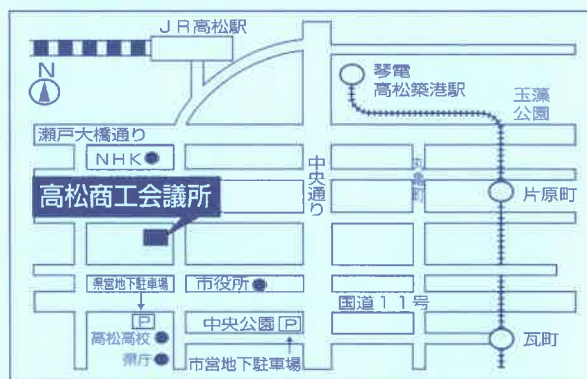 JR高松駅
N
琴電
高松築港駅
玉藻
公園
瀬戸大橋通り
NHK
中央通り
丸亀町
高松商工会議所
片原町
県営地下駐車場
市役所
国道11号
P
中央公園 P
高松高校
県庁
市営地下駐車場
瓦町